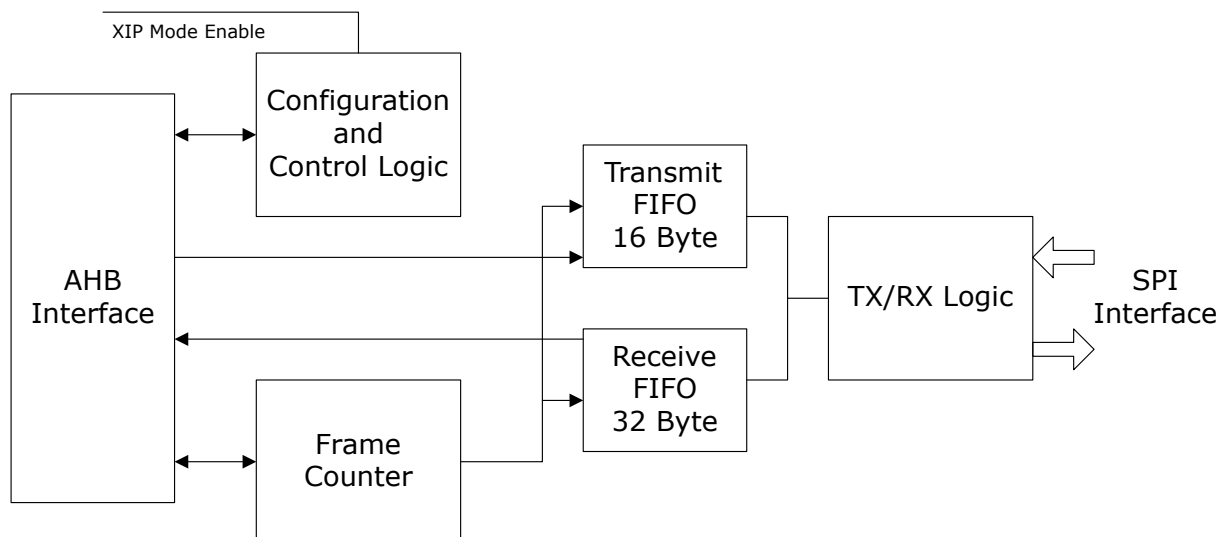 XIP Mode Enable
Configuration
and
Control Logic
AHB
Interface
Transmit
FIFO
16 Byte
TX/RX Logic
SPI
Interface
Receive
FIFO
32 Byte
Frame
Counter